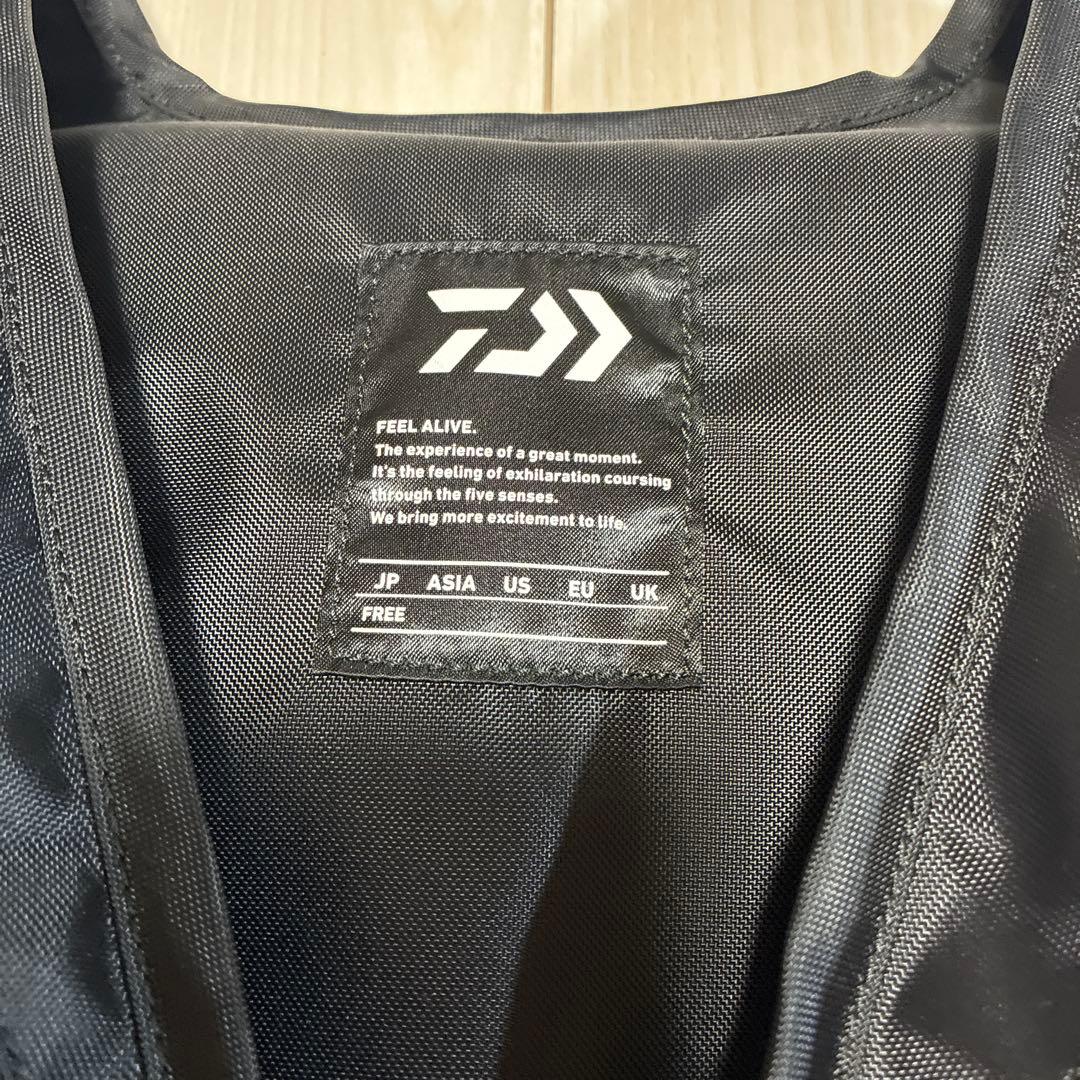 FEEL ALIVE.
The experience of a great moment.
It's the feeling of exhilaration coursing
through the five senses.
We bring more excitement to life.
JP ASIA US EU UK
FREE